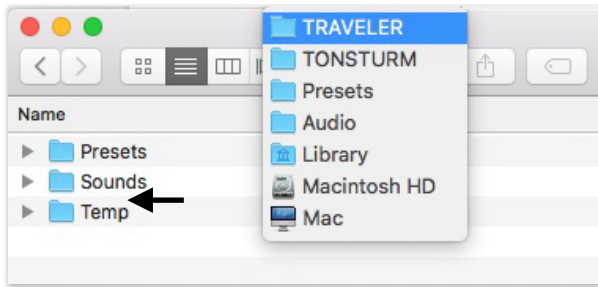 TRAVELER
TONSTURM
Presets
Audio
Library
Macintosh HD
Mac
Name
Presets
Sounds
Temp